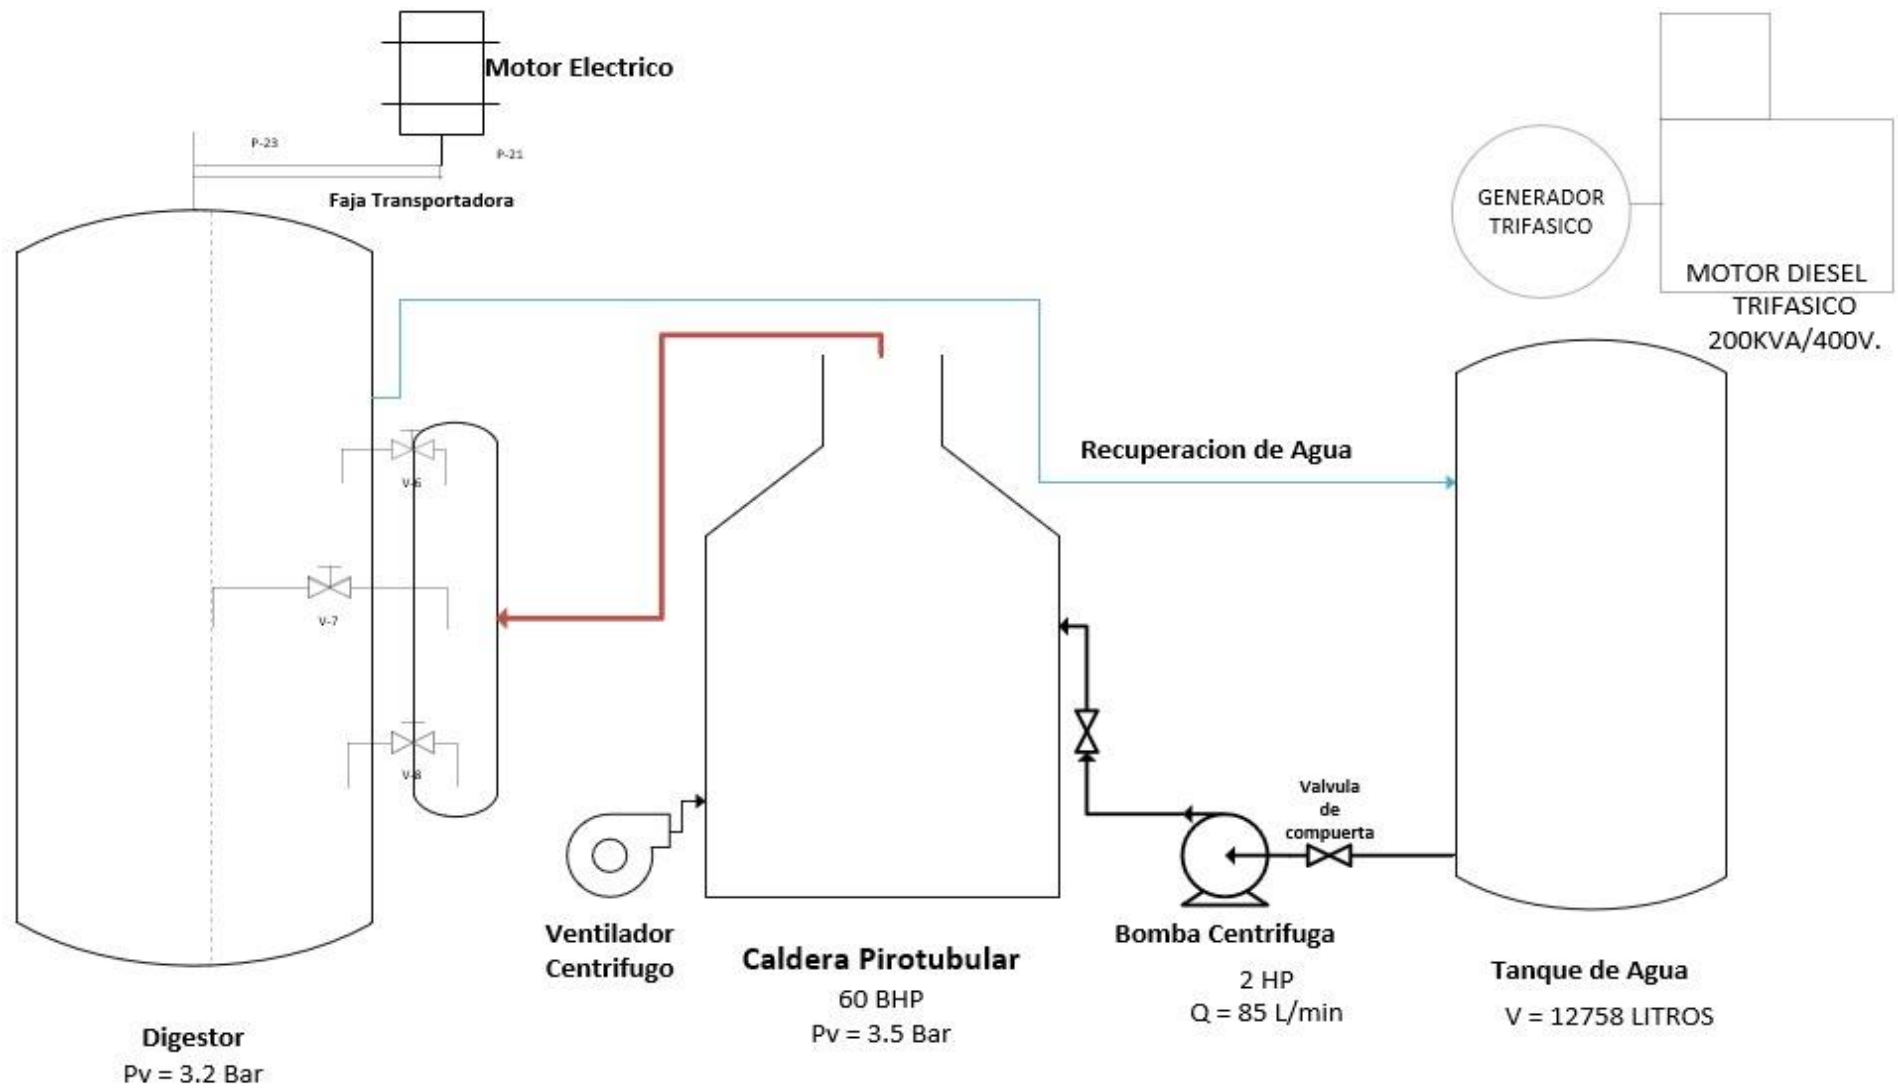 Motor Electrico
P-23
P-21
Faja Transportadora
GENERADOR
TRIFASICO
MOTOR DIESEL
TRIFASICO
200KVA/400V.
Recuperacion de Agua
V-6
V-7
V-8
Valvula
de
compuerta
Ventilador
Centrifugo
Caldera Pirotubular
60 BHP
Pv = 3.5 Bar
Bomba Centrifuga
2 HP
Q = 85 L/min
Tanque de Agua
V = 12758 LITROS
Digestor
Pv = 3.2 Bar